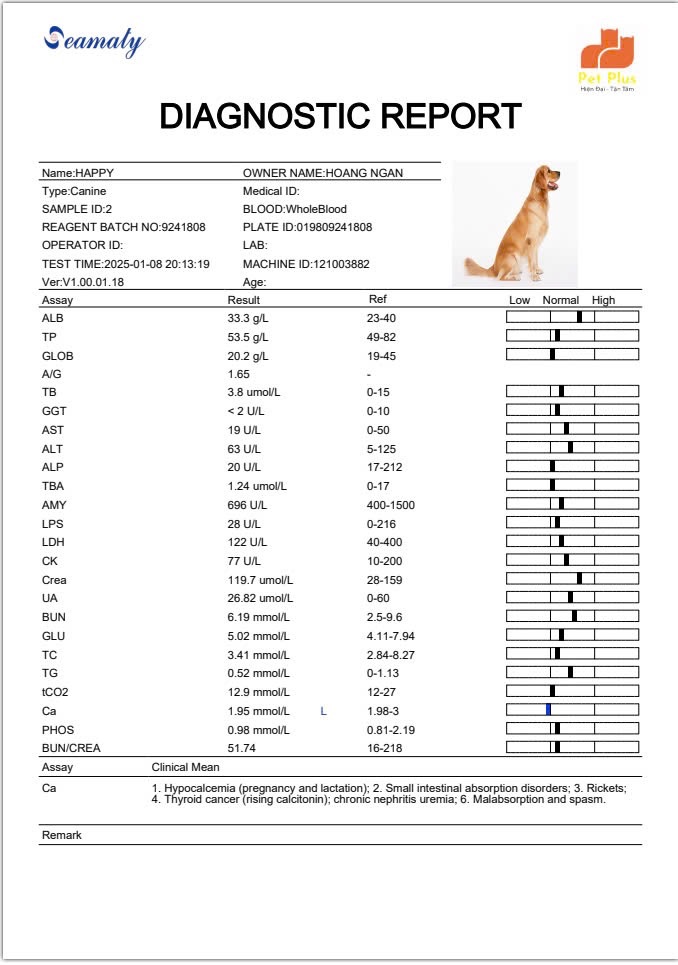 Seamaty
Pet Plus
Hiện Đại - Tận Tâm
DIAGNOSTIC REPORT
Name:HAPPY OWNER NAME:HOANG NGAN
Type:Canine Medical ID:
SAMPLE ID:2 BLOOD:WholeBlood
REAGENT BATCH NO:9241808 PLATE ID:019809241808
OPERATOR ID: LAB:
TEST TIME:2025-01-08 20:13:19 MACHINE ID:121003882
Ver:V1.00.01.18 Age:
Assay Result Ref Low Normal High
ALB 33.3 g/L 23-40
TP 53.5 g/L 49-82
GLOB 20.2 g/L 19-45
A/G 1.65 -
TB 3.8 umol/L 0-15
GGT < 2 U/L 0-10
AST 19 U/L 0-50
ALT 63 U/L 5-125
ALP 20 U/L 17-212
TBA 1.24 umol/L 0-17
AMY 696 U/L 400-1500
LPS 28 U/L 0-216
LDH 122 U/L 40-400
CK 77 U/L 10-200
Crea 119.7 umol/L 28-159
UA 26.82 umol/L 0-60
BUN 6.19 mmol/L 2.5-9.6
GLU 5.02 mmol/L 4.11-7.94
TC 3.41 mmol/L 2.84-8.27
TG 0.52 mmol/L 0-1.13
tCO2 12.9 mmol/L 12-27
Ca 1.95 mmol/L L 1.98-3
PHOS 0.98 mmol/L 0.81-2.19
BUN/CREA 51.74 16-218
Assay Clinical Mean
Ca 1. Hypocalcemia (pregnancy and lactation); 2. Small intestinal absorption disorders; 3. Rickets;
4. Thyroid cancer (rising calcitonin); chronic nephritis uremia; 6. Malabsorption and spasm.
Remark